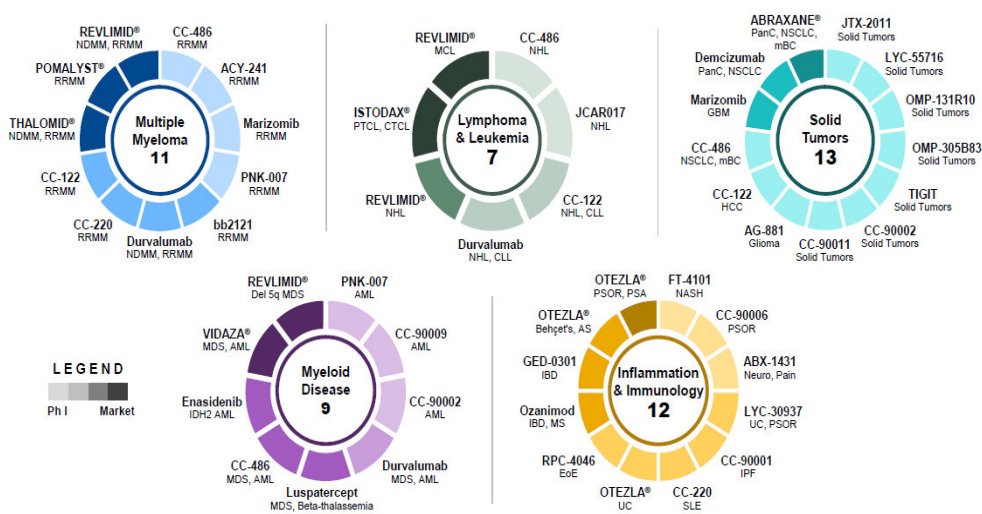 REVLIMID®
NDMM, RRMM
CC-486
RRMM
POMALYST®
RRMM
ACY-241
RRMM
THALOMID®
NDMM, RRMM
Marizomib
RRMM
Multiple
Myeloma
11
CC-122
RRMM
PNK-007
RRMM
CC-220
RRMM
bb2121
RRMM
Durvalumab
NDMM, RRMM
REVLIMID®
MCL
CC-486
NHL
ISTODAX®
PTCL, CTCL
JCAR017
NHL
Lymphoma
& Leukemia
7
REVLIMID®
NHL
CC-122
NHL, CLL
Durvalumab
NHL, CLL
ABRAXANE®
PanC, NSCLC,
mBC
JTX-2011
Solid Tumors
Demcizumab
PanC, NSCLC
LYC-55716
Solid Tumors
Marizomib
GBM
OMP-131R10
Solid Tumors
Solid
Tumors
13
CC-486
NSCLC, mBC
OMP-305B83
Solid Tumors
CC-122
HCC
TIGIT
Solid Tumors
AG-881
Glioma
CC-90002
Solid Tumors
CC-90011
Solid Tumors
LEGEND
Ph I
Market
REVLIMID®
Del 5q MDS
PNK-007
AML
VIDAZA®
MDS, AML
CC-90009
AML
Myeloid
Disease
9
Enasidenib
IDH2 AML
CC-90002
AML
CC-486
MDS, AML
Durvalumab
MDS, AML
Luspatercept
MDS, Beta-thalassemia
OTEZLA®
PSOR, PSA
FT-4101
NASH
OTEZLA®
Behçet's, AS
CC-90006
PSOR
GED-0301
IBD
ABX-1431
Neuro, Pain
Inflammation
& Immunology
12
Ozanimod
IBD, MS
LYC-30937
UC, PSOR
RPC-4046
EoE
CC-90001
IPF
OTEZLA®
UC
CC-220
SLE